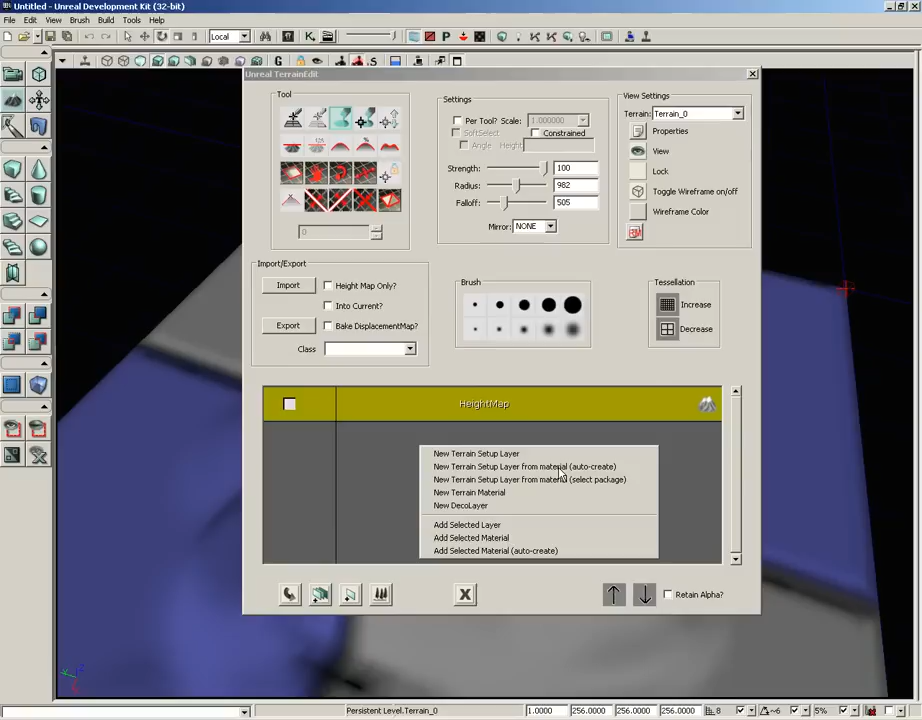 Untitled - Unreal Development Kit (32-bit)
File Edit View Brush Build Tools Help
Local
G
S
P
Unreal TerrainEdit
Tool
0
Settings
Per Tool? Scale: 1.000000
SoftSelect Constrained
Angle Height
Strength: 100
Radius: 982
Falloff: 505
Mirror: NONE
View Settings
Terrain: Terrain_0
Properties
View
Lock
Toggle Wireframe on/off
Wireframe Color
Import/Export
Import Height Map Only?
Into Current?
Export Bake DisplacementMap?
Class
Brush
Tessellation
Increase
Decrease
HeightMap
New Terrain Setup Layer
New Terrain Setup Layer from material (auto-create)
New Terrain Setup Layer from material (select package)
New Terrain Material
New DecoLayer
Add Selected Layer
Add Selected Material
Add Selected Material (auto-create)
Retain Alpha?
Persistent Level.Terrain_0 1.0000 256.0000 256.0000 256.0000 8 ~6 5%